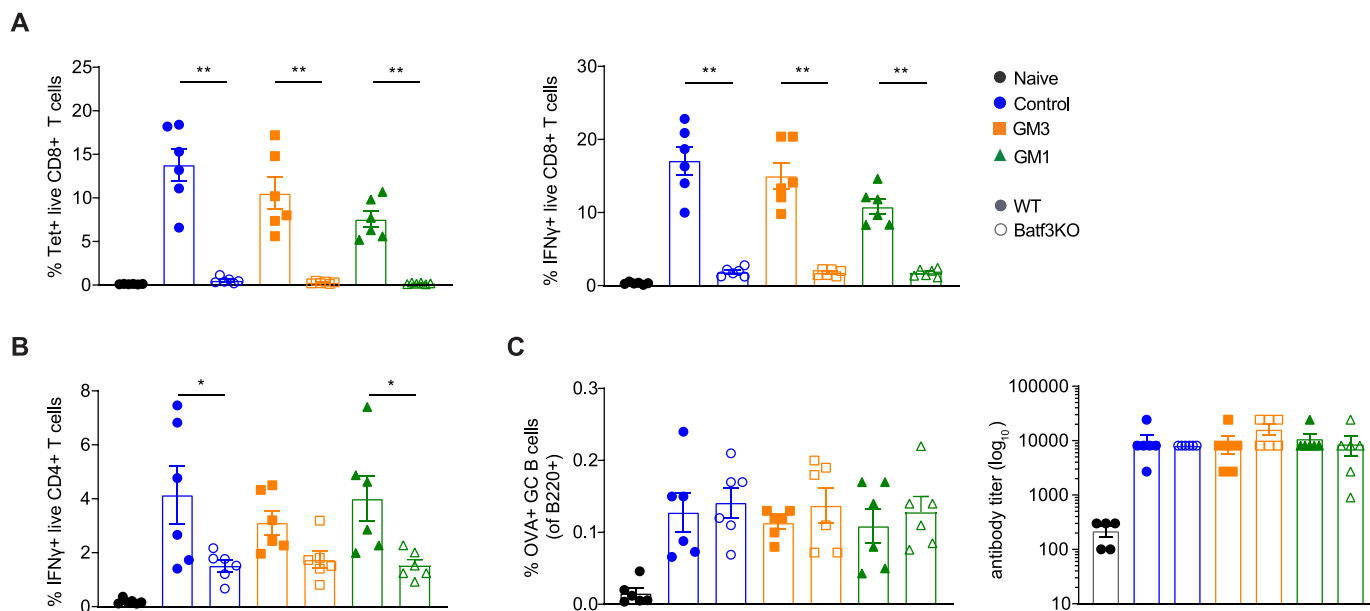 A
% Tet+ live CD8+ T cells
25
20
15
10
5
0
**
**
**
% IFNγ+ live CD8+ T cells
30
20
10
0
**
**
**
Naive
Control
GM3
GM1
WT
Batf3KO
B
% IFNγ+ live CD4+ T cells
8
6
4
2
0
*
*
C
% OVA+ GC B cells
(of B220+)
0.3
0.2
0.1
0.0
antibody titer (log10)
100000
10000
1000
100
10